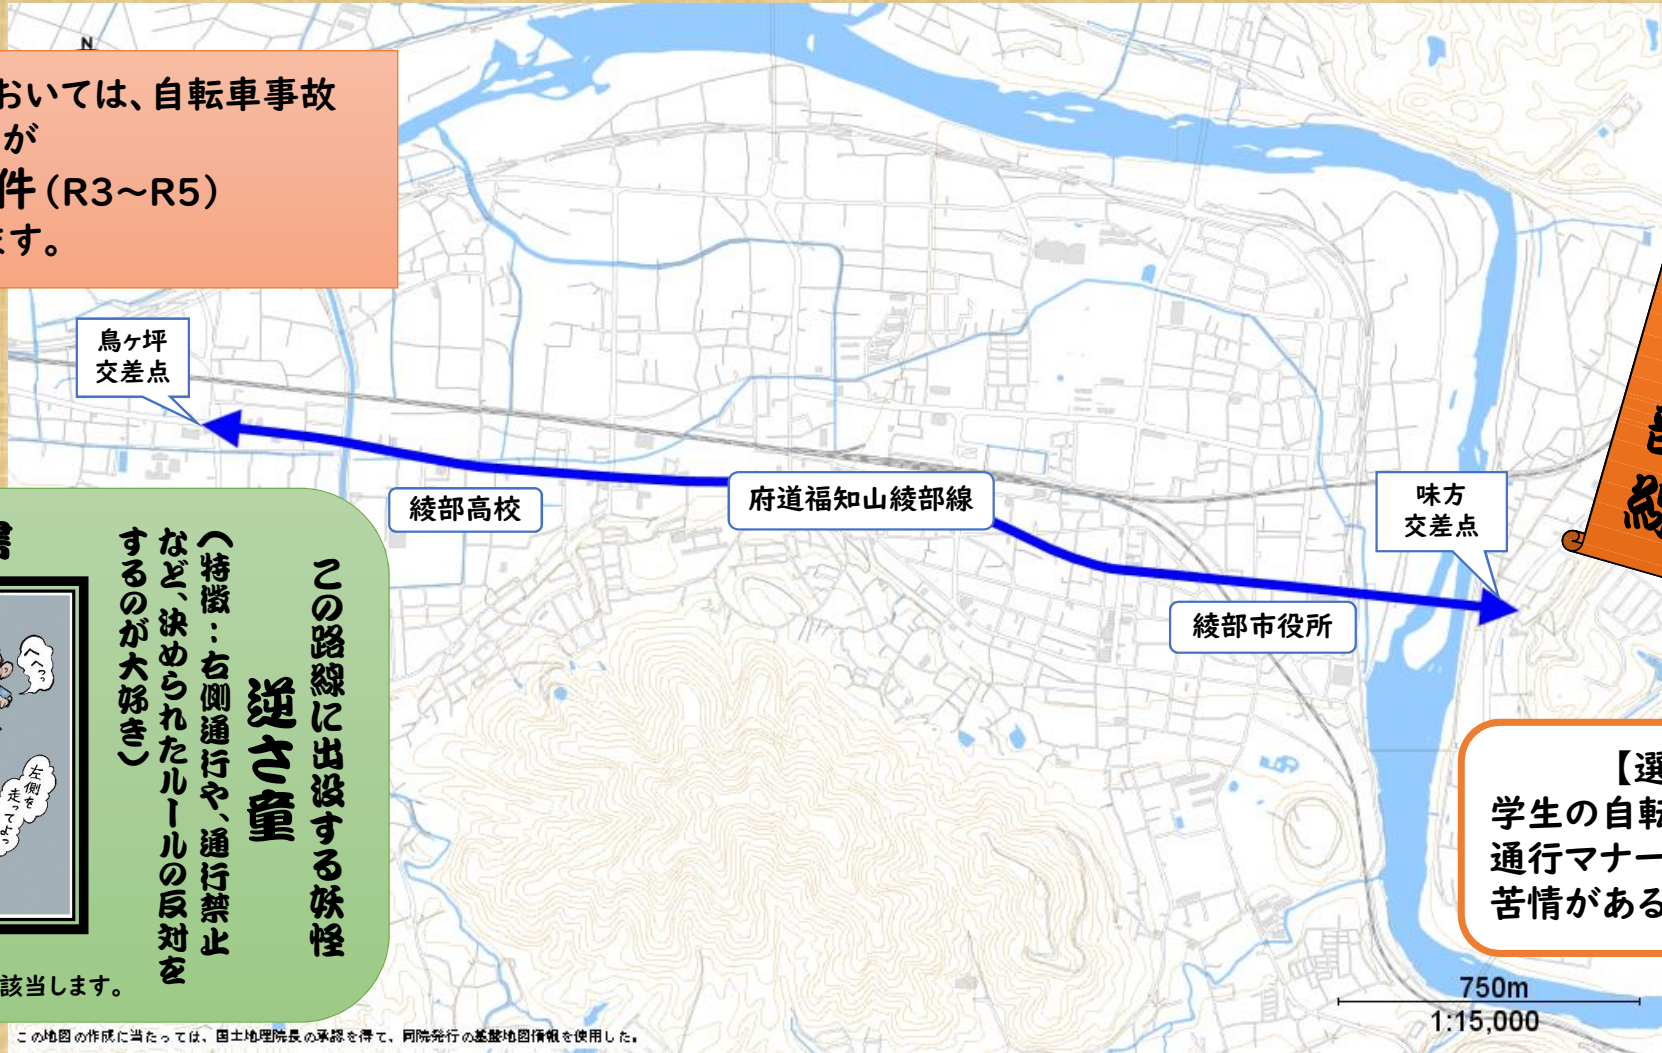 N
おいては、自転車事故
が
件（R3～R5）
ます。
鳥ヶ坪
交差点
綾部高校
府道福知山綾部線
味方
交差点
綾部市役所
この路線に出没する妖怪
逆さ童
（特徴：右側通行や、通行禁止
など、決められたルールの反対を
するのが大好き）
書
へへっ
左側を
走ってよっ
該当します。
【選
学生の自転
通行マナー
苦情がある
750m
1:15,000
この地図の作成に当たっては、国土地理院長の承認を得て、同院発行の基盤地図情報を使用した。